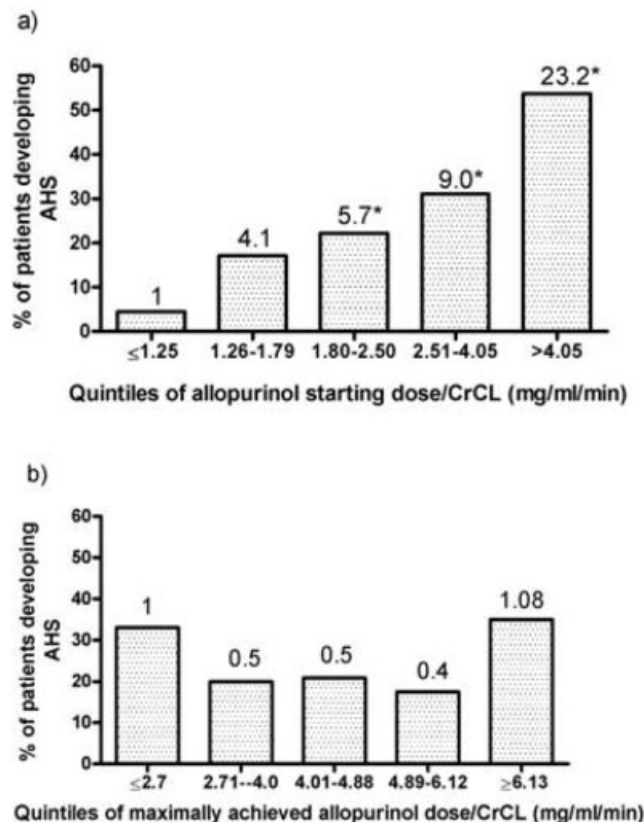 a)
% of patients developing
AHS
60
50
40
30
20
10
0
1
4.1
5.7*
9.0*
23.2*
≤1.25 1.26-1.79 1.80-2.50 2.51-4.05 >4.05
Quintiles of allopurinol starting dose/CrCL (mg/ml/min)
b)
% of patients developing
AHS
60
50
40
30
20
10
0
1
0.5
0.5
0.4
1.08
≤2.7 2.71--4.0 4.01-4.88 4.89-6.12 ≥6.13
Quintiles of maximally achieved allopurinol dose/CrCL (mg/ml/min)